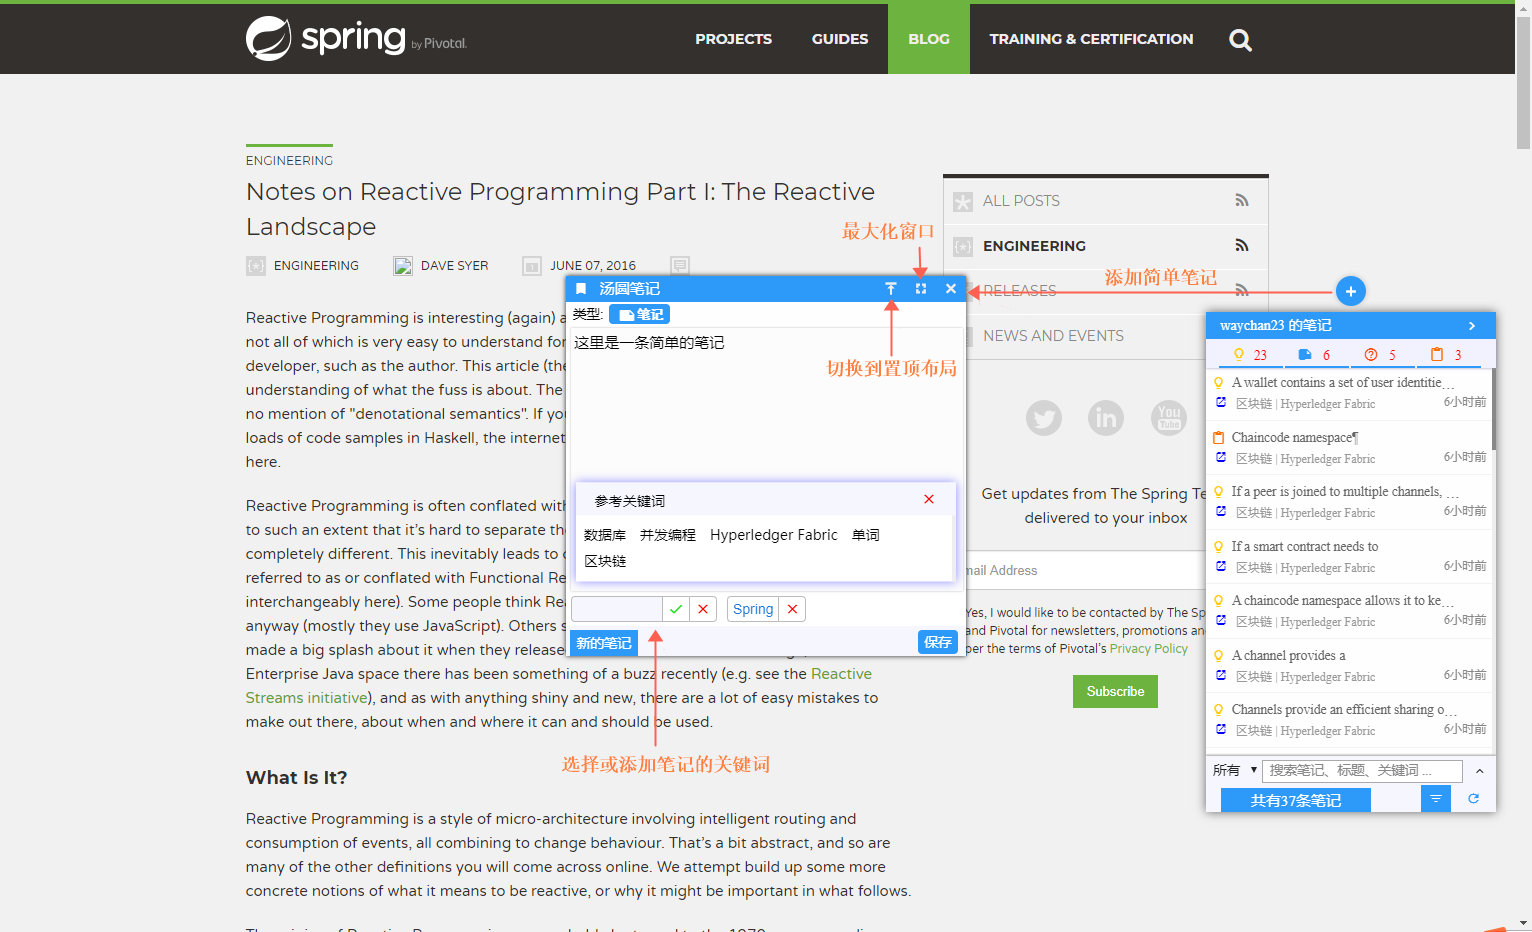 spring by Pivotal.
PROJECTS
GUIDES
BLOG
TRAINING & CERTIFICATION
ENGINEERING
Notes on Reactive Programming Part I: The Reactive
Landscape
ENGINEERING
DAVE SYER
JUNE 07, 2016
Reactive Programming is interesting (again) a
not all of which is very easy to understand for
developer, such as the author. This article (the
understanding of what the fuss is about. The
no mention of "denotational semantics". If you
loads of code samples in Haskell, the internet
here.
Reactive Programming is often conflated with
to such an extent that it's hard to separate the
completely different. This inevitably leads to c
referred to as or conflated with Functional Re
interchangeably here). Some people think Rea
anyway (mostly they use JavaScript). Others s
made a big splash about it when they release
Enterprise Java space there has been something of a buzz recently (e.g. see the Reactive
Streams initiative), and as with anything shiny and new, there are a lot of easy mistakes to
make out there, about when and where it can and should be used.
What Is It?
Reactive Programming is a style of micro-architecture involving intelligent routing and
consumption of events, all combining to change behaviour. That's a bit abstract, and so are
many of the other definitions you will come across online. We attempt build up some more
concrete notions of what it means to be reactive, or why it might be important in what follows.
最大化窗口
添加简单笔记
切换到置顶布局
选择或添加笔记的关键词
汤圆笔记
类型:
笔记
这里是一条简单的笔记
参考关键词
数据库 并发编程 Hyperledger Fabric 单词
区块链
Spring
新的笔记
保存
ALL POSTS
ENGINEERING
RELEASES
NEWS AND EVENTS
You
Tube
Get updates from The Spring Te
delivered to your inbox
mail Address
Yes, I would like to be contacted by The Sp
and Pivotal for newsletters, promotions an
per the terms of Pivotal's Privacy Policy
Subscribe
waychan23 的笔记
23 6 5 3
A wallet contains a set of user identitie...
区块链 | Hyperledger Fabric 6小时前
Chaincode namespace¶
区块链 | Hyperledger Fabric 6小时前
If a peer is joined to multiple channels, ...
区块链 | Hyperledger Fabric 6小时前
If a smart contract needs to
区块链 | Hyperledger Fabric 6小时前
A chaincode namespace allows it to ke...
区块链 | Hyperledger Fabric 6小时前
A channel provides a
区块链 | Hyperledger Fabric 6小时前
Channels provide an efficient sharing o...
区块链 | Hyperledger Fabric 6小时前
所有
搜索笔记、标题、关键词 ...
共有37条笔记